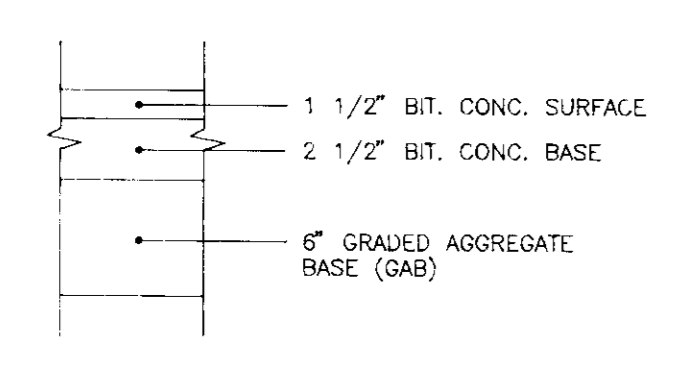 1 1/2" BIT. CONC. SURFACE
2 1/2" BIT. CONC. BASE
6" GRADED AGGREGATE
BASE (GAB)